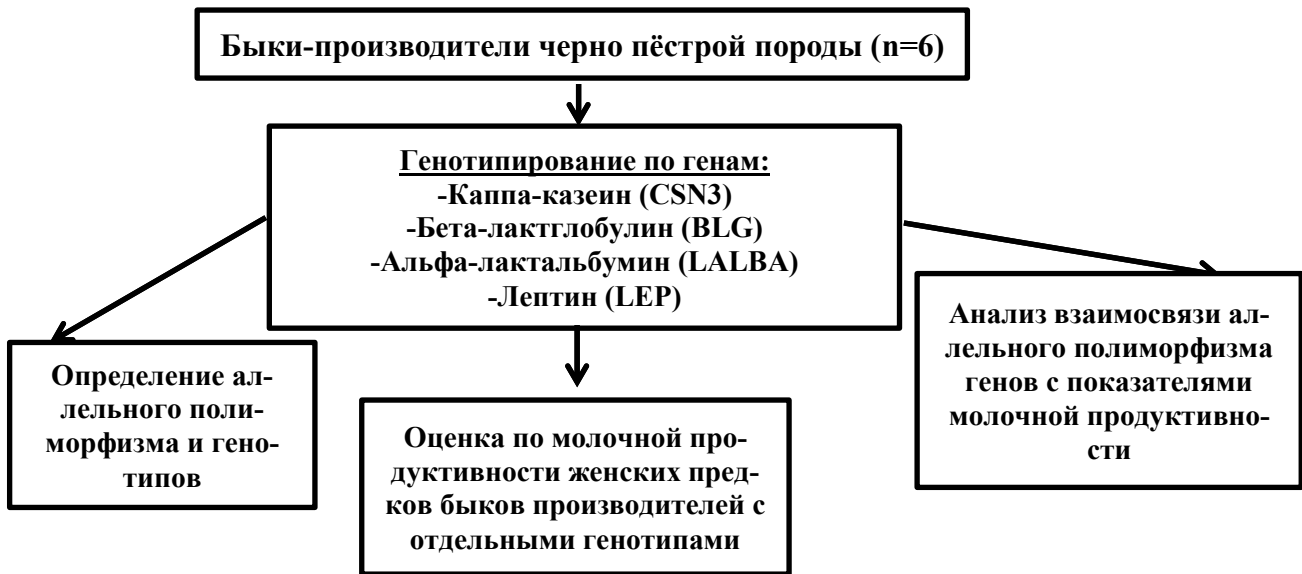 Быки-производители черно пёстрой породы (n=6)
Генотипирование по генам:
-Каппа-казеин (CSN3)
-Бета-лактглобулин (BLG)
-Альфа-лактальбумин (LALBA)
-Лептин (LEP)
Определение ал-
лельного поли-
морфизма и гено-
типов
Оценка по молочной про-
дуктивности женских пред-
ков быков производителей с
отдельными генотипами
Анализ взаимосвязи ал-
лельного полиморфизма
генов с показателями
молочной продуктивно-
сти